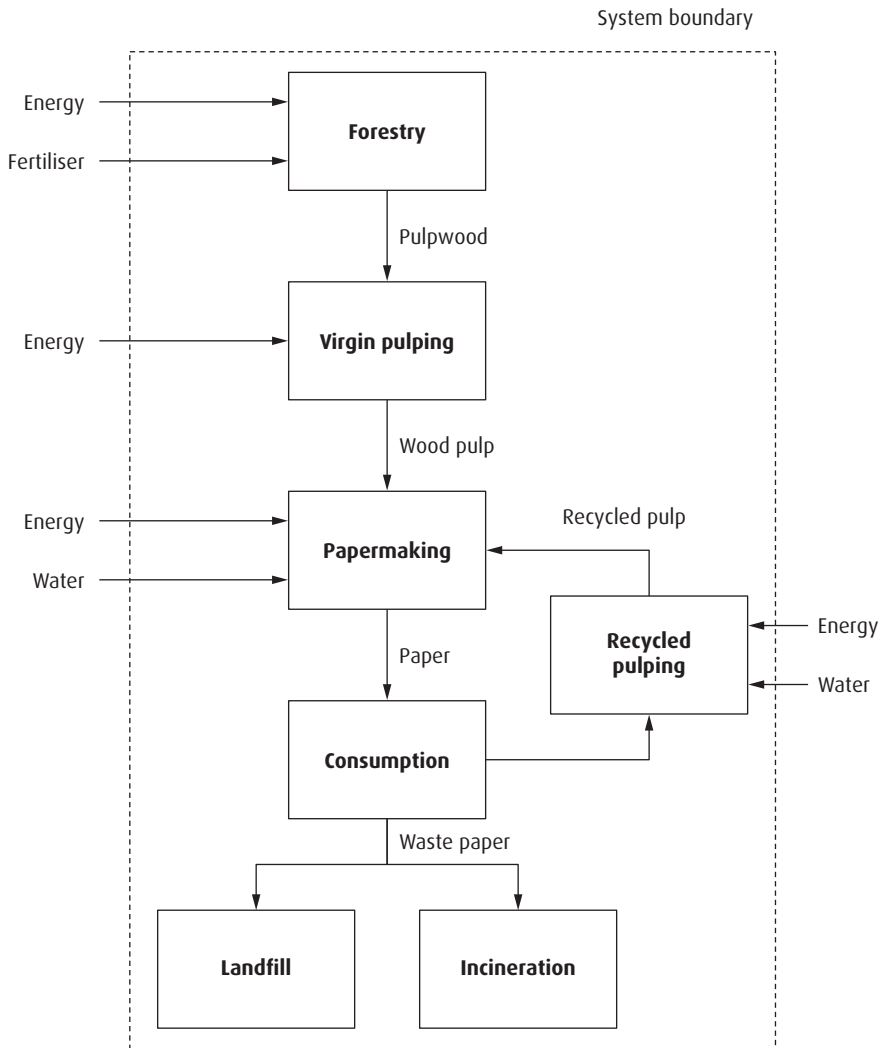 System boundary
Energy
Forestry
Fertiliser
Pulpwood
Energy
Virgin pulping
Wood pulp
Energy
Recycled pulp
Papermaking
Water
Energy
Recycled
pulping
Paper
Water
Consumption
Waste paper
Landfill
Incineration